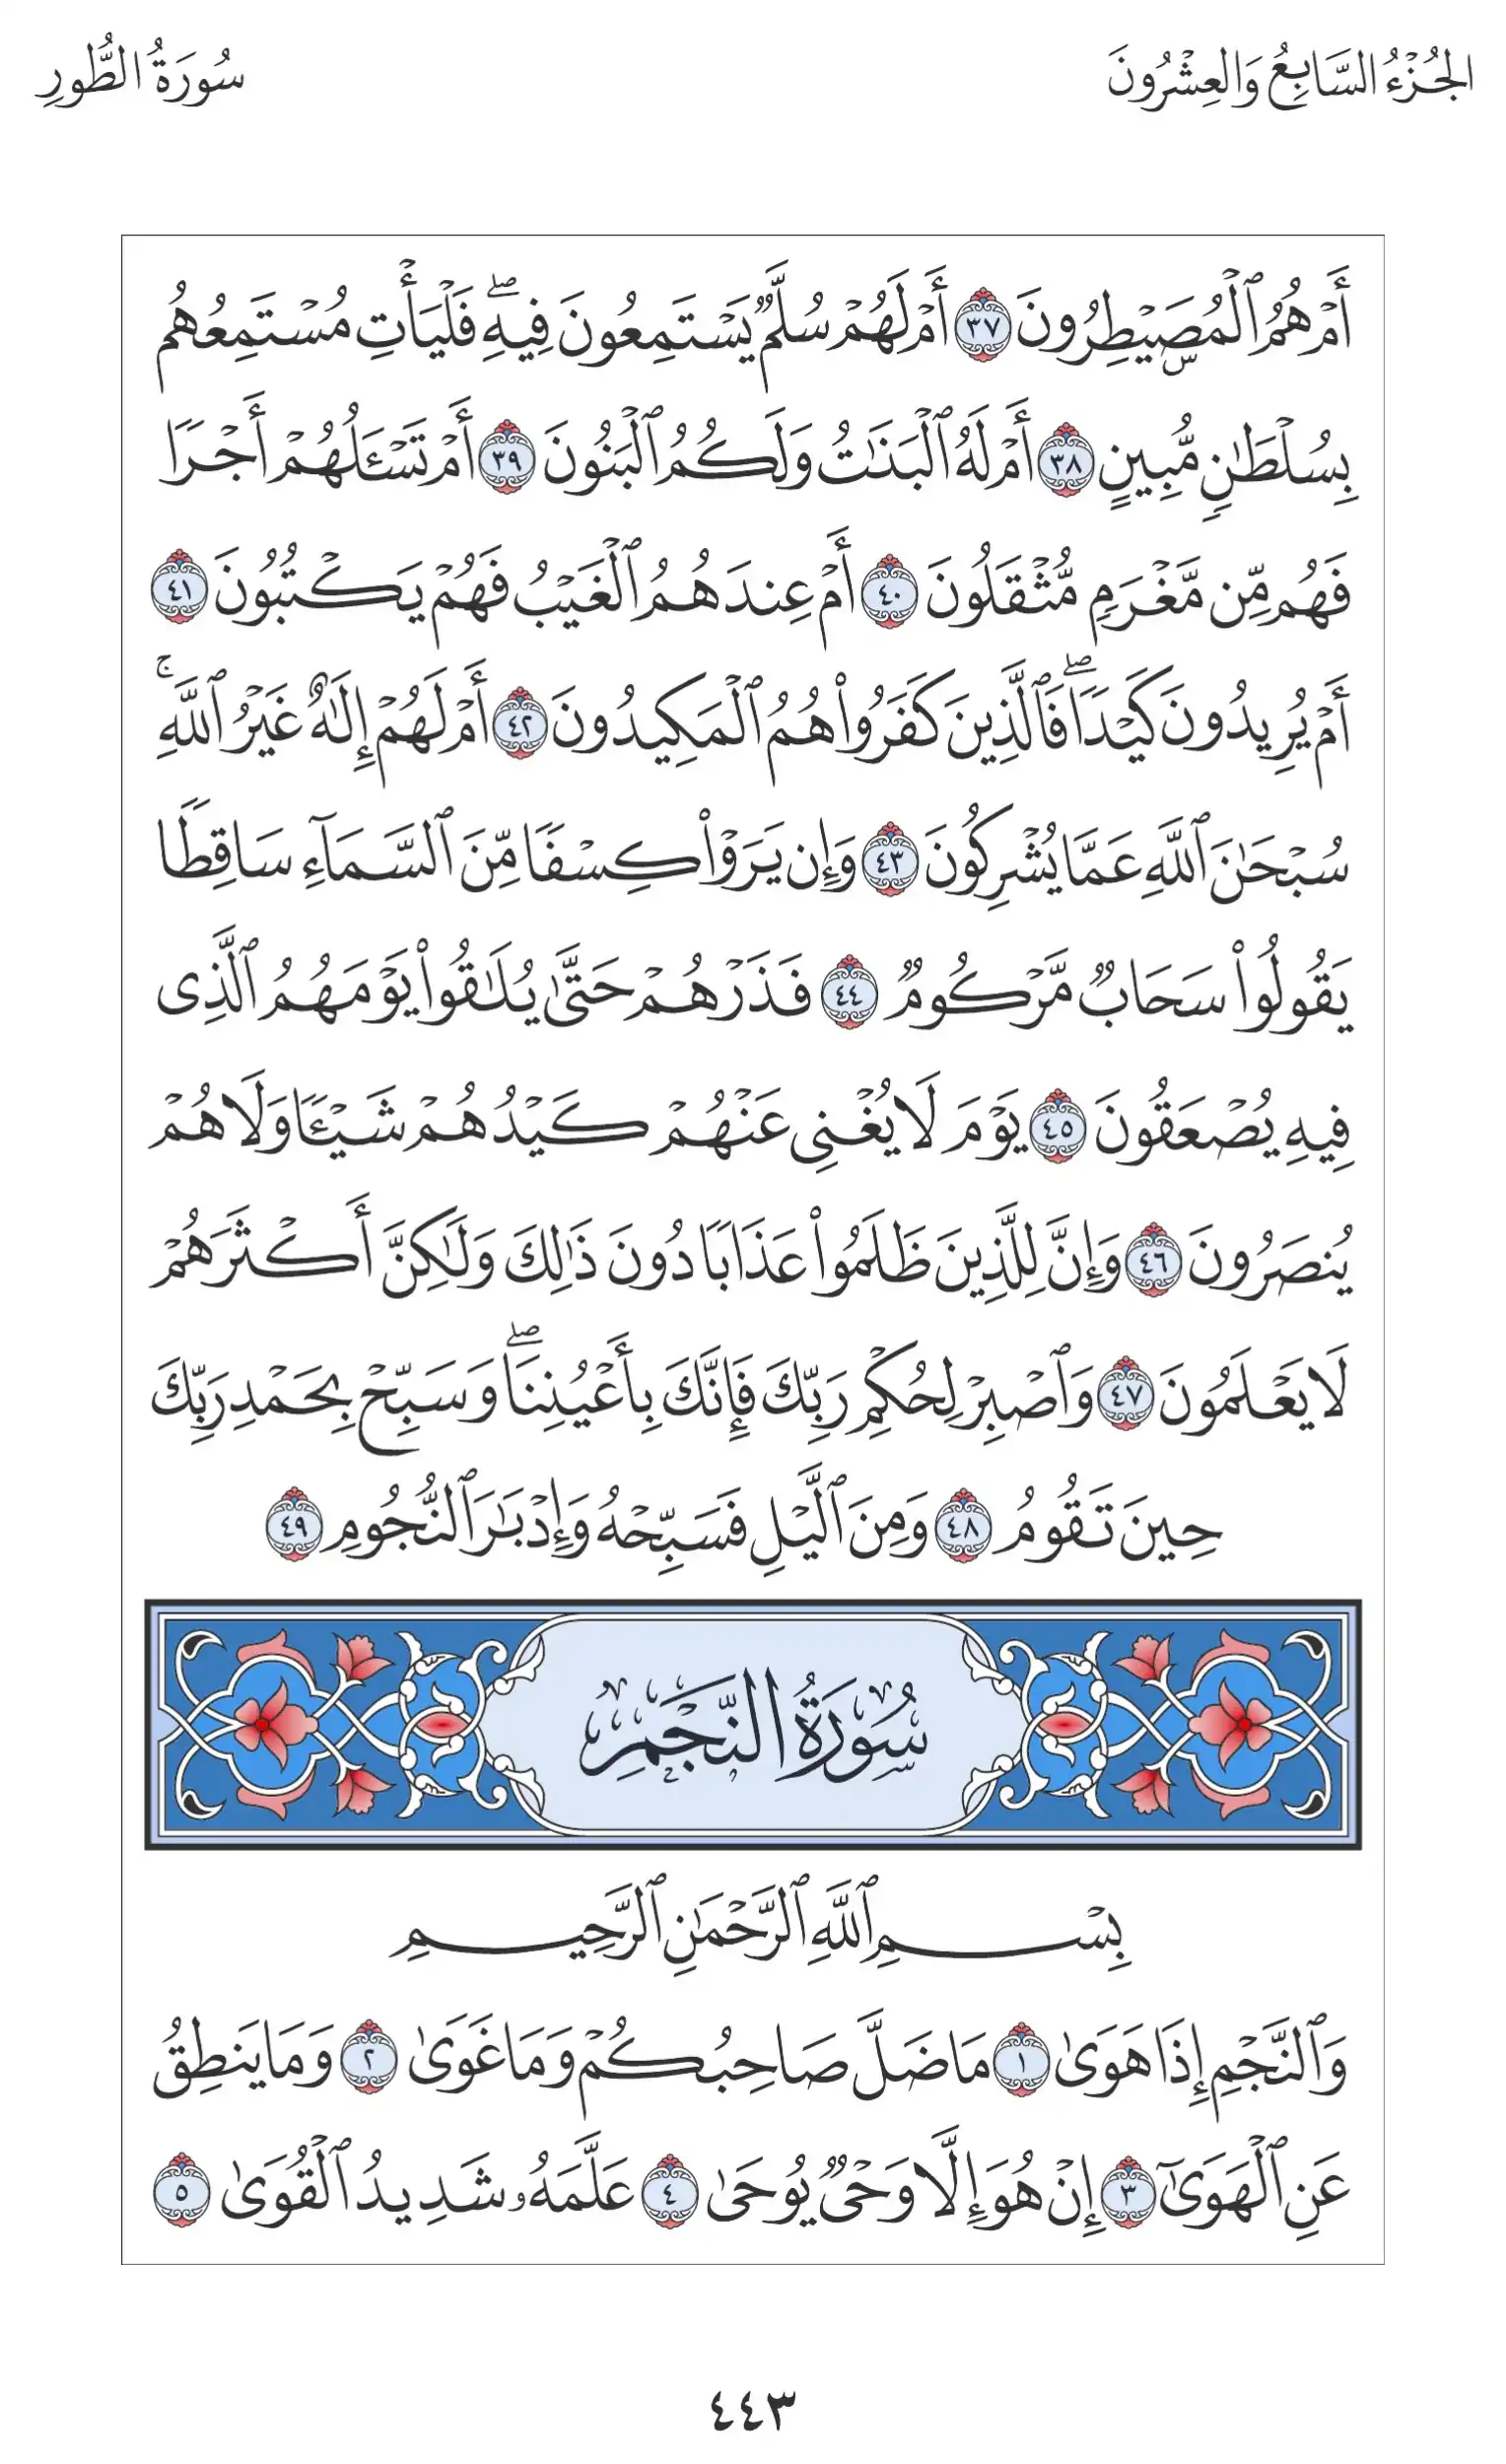 الجُزْءُ السَّابِعُ وَالعِشْرُونَ
سُورَةُ الطُّورِ
أَمْ هُمُ ٱلْمُصَۜيْطِرُونَ ٣٧ أَمْ لَهُمْ سُلَّمٌ يَسْتَمِعُونَ فِيهِۖ فَلْيَأْتِ مُسْتَمِعُهُم
بِسُلْطَٰنٍ مُّبِينٍ ٣٨ أَمْ لَهُ ٱلْبَنَٰتُ وَلَكُمُ ٱلْبَنُونَ ٣٩ أَمْ تَسْـَٔلُهُمْ أَجْرًا
فَهُم مِّن مَّغْرَمٍ مُّثْقَلُونَ ٤٠ أَمْ عِندَهُمُ ٱلْغَيْبُ فَهُمْ يَكْتُبُونَ ٤١
أَمْ يُرِيدُونَ كَيْدًاۖ فَٱلَّذِينَ كَفَرُوا۟ هُمُ ٱلْمَكِيدُونَ ٤٢ أَمْ لَهُمْ إِلَٰهٌ غَيْرُ ٱللَّهِۚ
سُبْحَٰنَ ٱللَّهِ عَمَّا يُشْرِكُونَ ٤٣ وَإِن يَرَوْا۟ كِسْفًا مِّنَ ٱلسَّمَآءِ سَاقِطًا
يَقُولُوا۟ سَحَابٌ مَّرْكُومٌ ٤٤ فَذَرْهُمْ حَتَّىٰ يُلَٰقُوا۟ يَوْمَهُمُ ٱلَّذِى
فِيهِ يُصْعَقُونَ ٤٥ يَوْمَ لَا يُغْنِى عَنْهُمْ كَيْدُهُمْ شَيْـًٔا وَلَا هُمْ
يُنصَرُونَ ٤٦ وَإِنَّ لِلَّذِينَ ظَلَمُوا۟ عَذَابًا دُونَ ذَٰلِكَ وَلَٰكِنَّ أَكْثَرَهُمْ
لَا يَعْلَمُونَ ٤٧ وَٱصْبِرْ لِحُكْمِ رَبِّكَ فَإِنَّكَ بِأَعْيُنِنَاۖ وَسَبِّحْ بِحَمْدِ رَبِّكَ
حِينَ تَقُومُ ٤٨ وَمِنَ ٱلَّيْلِ فَسَبِّحْهُ وَإِدْبَٰرَ ٱلنُّجُومِ ٤٩
سُورَةُ النَّجْمِ
بِسْمِ ٱللَّهِ ٱلرَّحْمَٰنِ ٱلرَّحِيمِ
وَٱلنَّجْمِ إِذَا هَوَىٰ ١ مَا ضَلَّ صَاحِبُكُمْ وَمَا غَوَىٰ ٢ وَمَا يَنطِقُ
عَنِ ٱلْهَوَىٰٓ ٣ إِنْ هُوَ إِلَّا وَحْىٌ يُوحَىٰ ٤ عَلَّمَهُۥ شَدِيدُ ٱلْقُوَىٰ ٥
٤٤٣